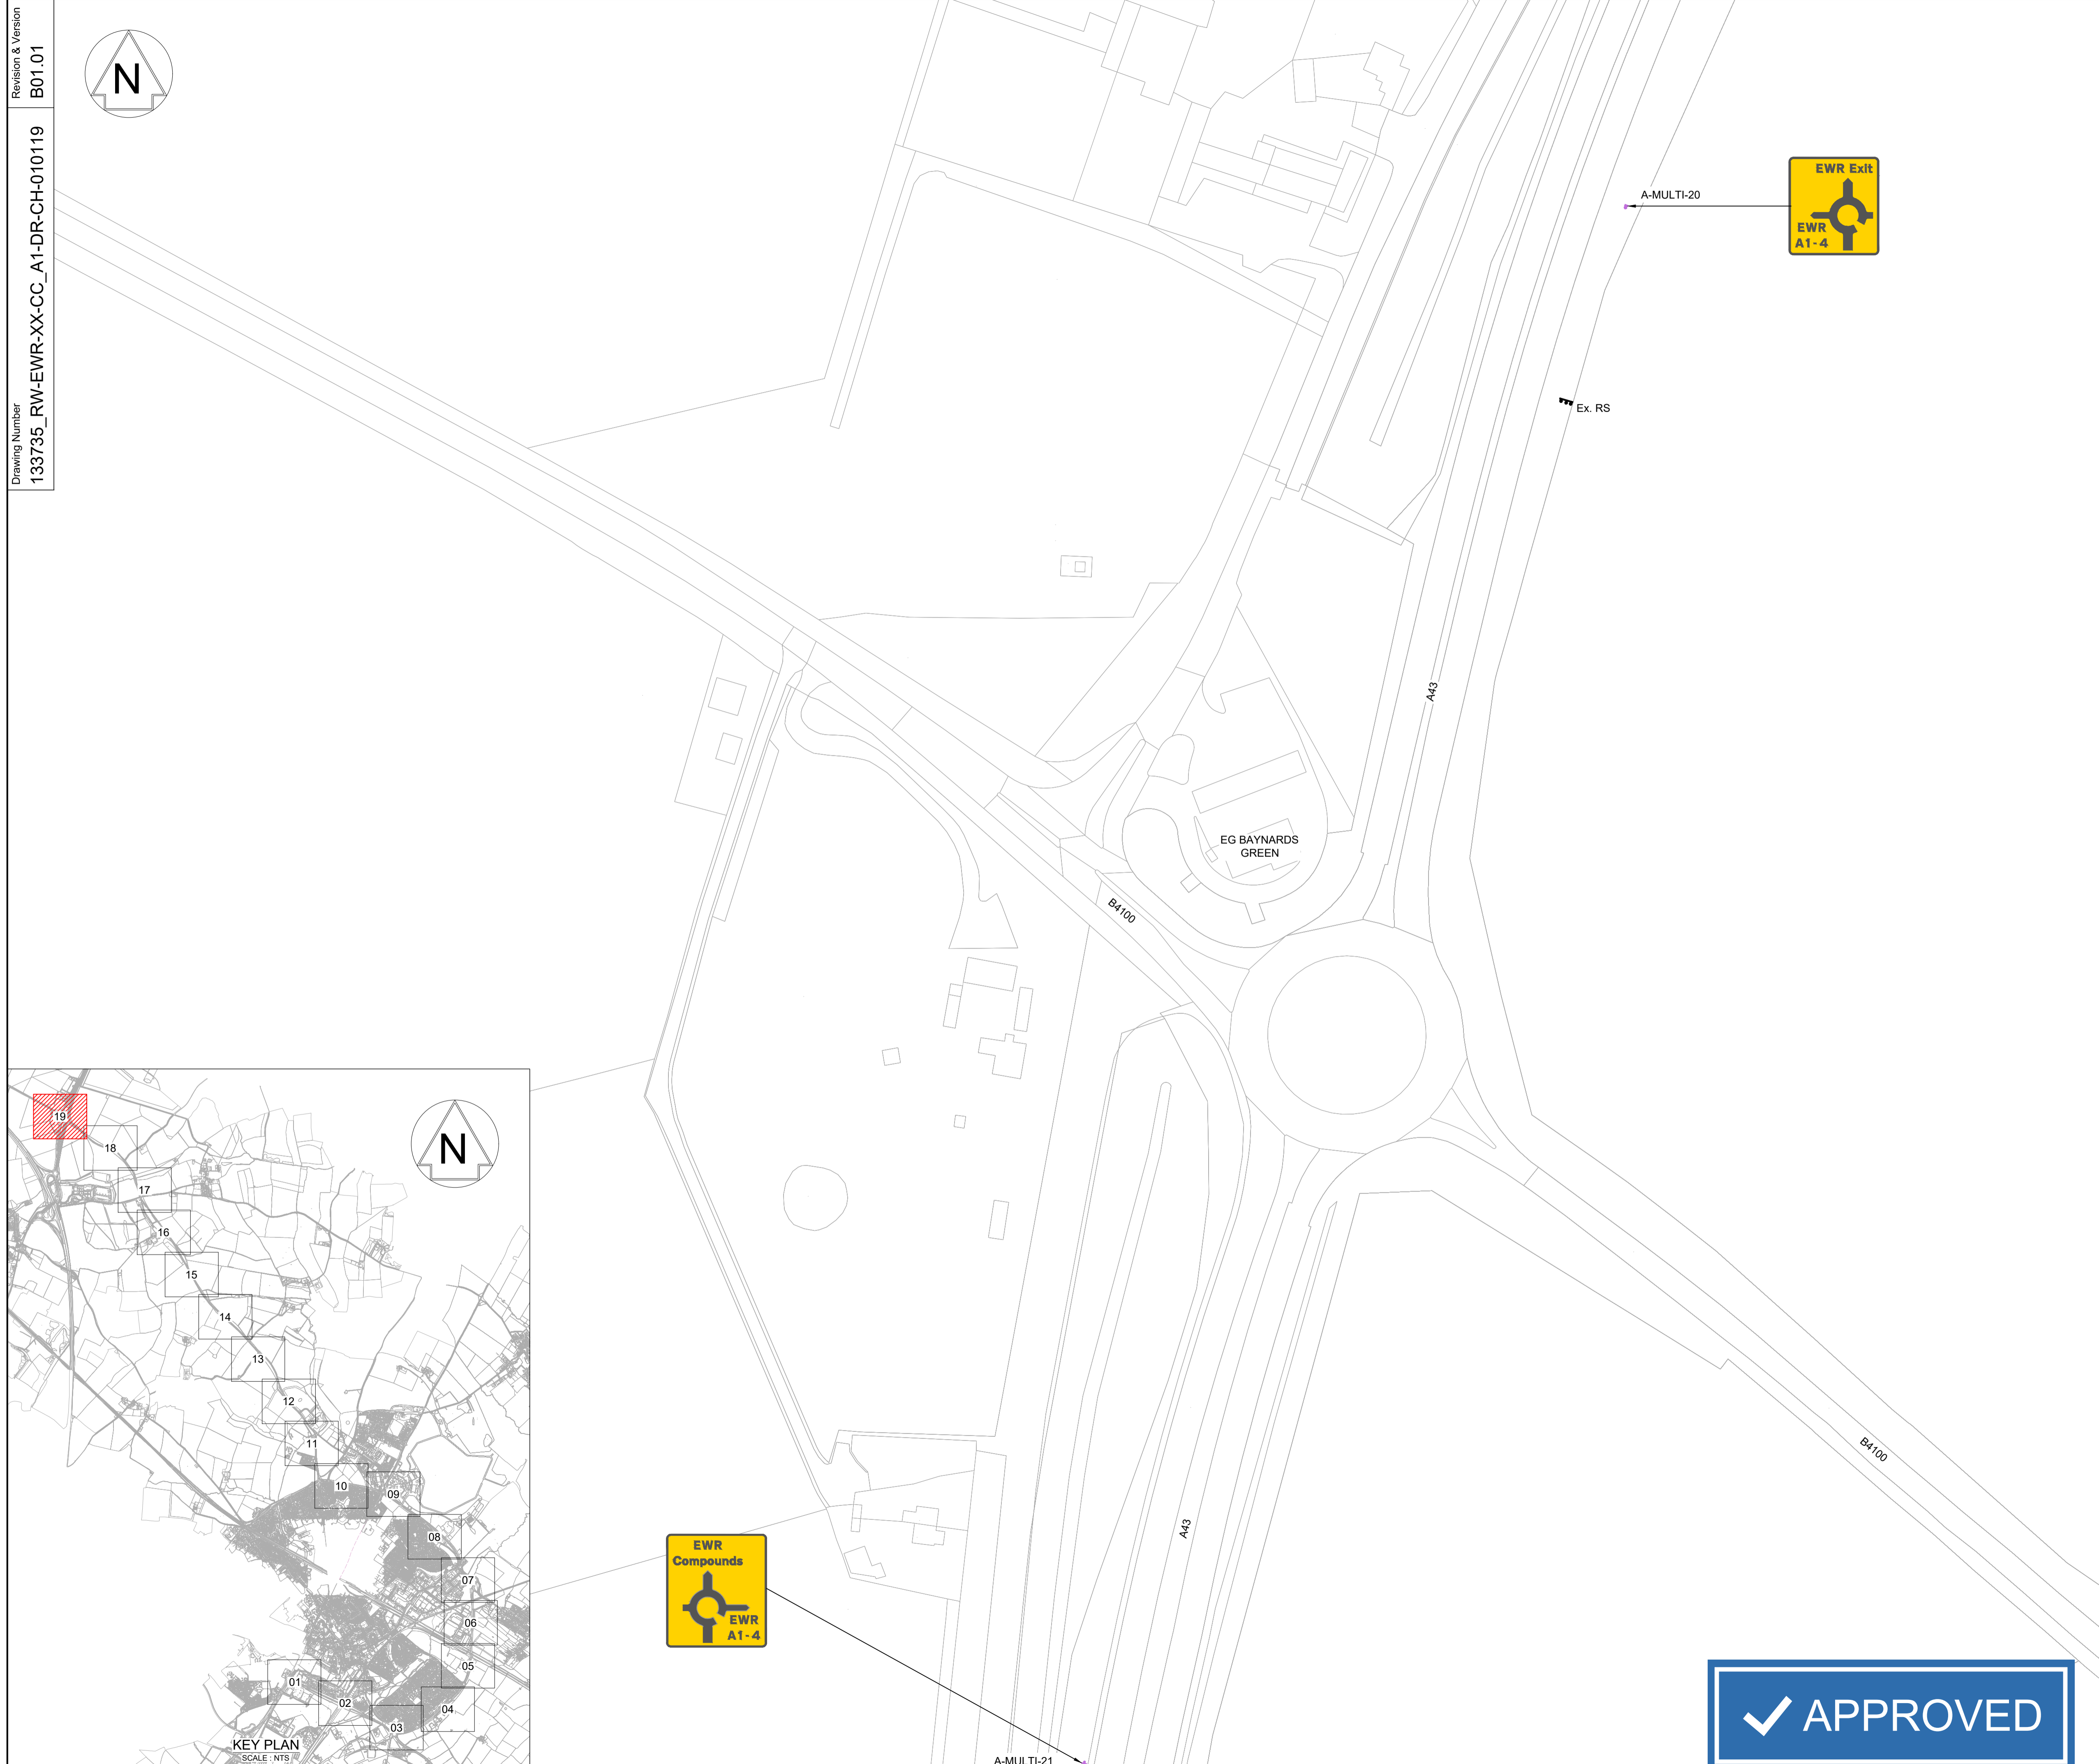 Revision & Version
B01.01
Drawing Number
133735_RW-EWR-XX-CC_A1-DR-CH-010119
N
EWR Exit
EWR
A1-4
A-MULTI-20
Ex. RS
A43
EG BAYNARDS
GREEN
B4100
N
19
18
17
16
15
14
13
12
11
10
09
08
07
06
05
04
03
02
01
KEY PLAN
SCALE : NTS
EWR
Compounds
EWR
A1-4
A43
B4100
A-MULTI-21
APPROVED